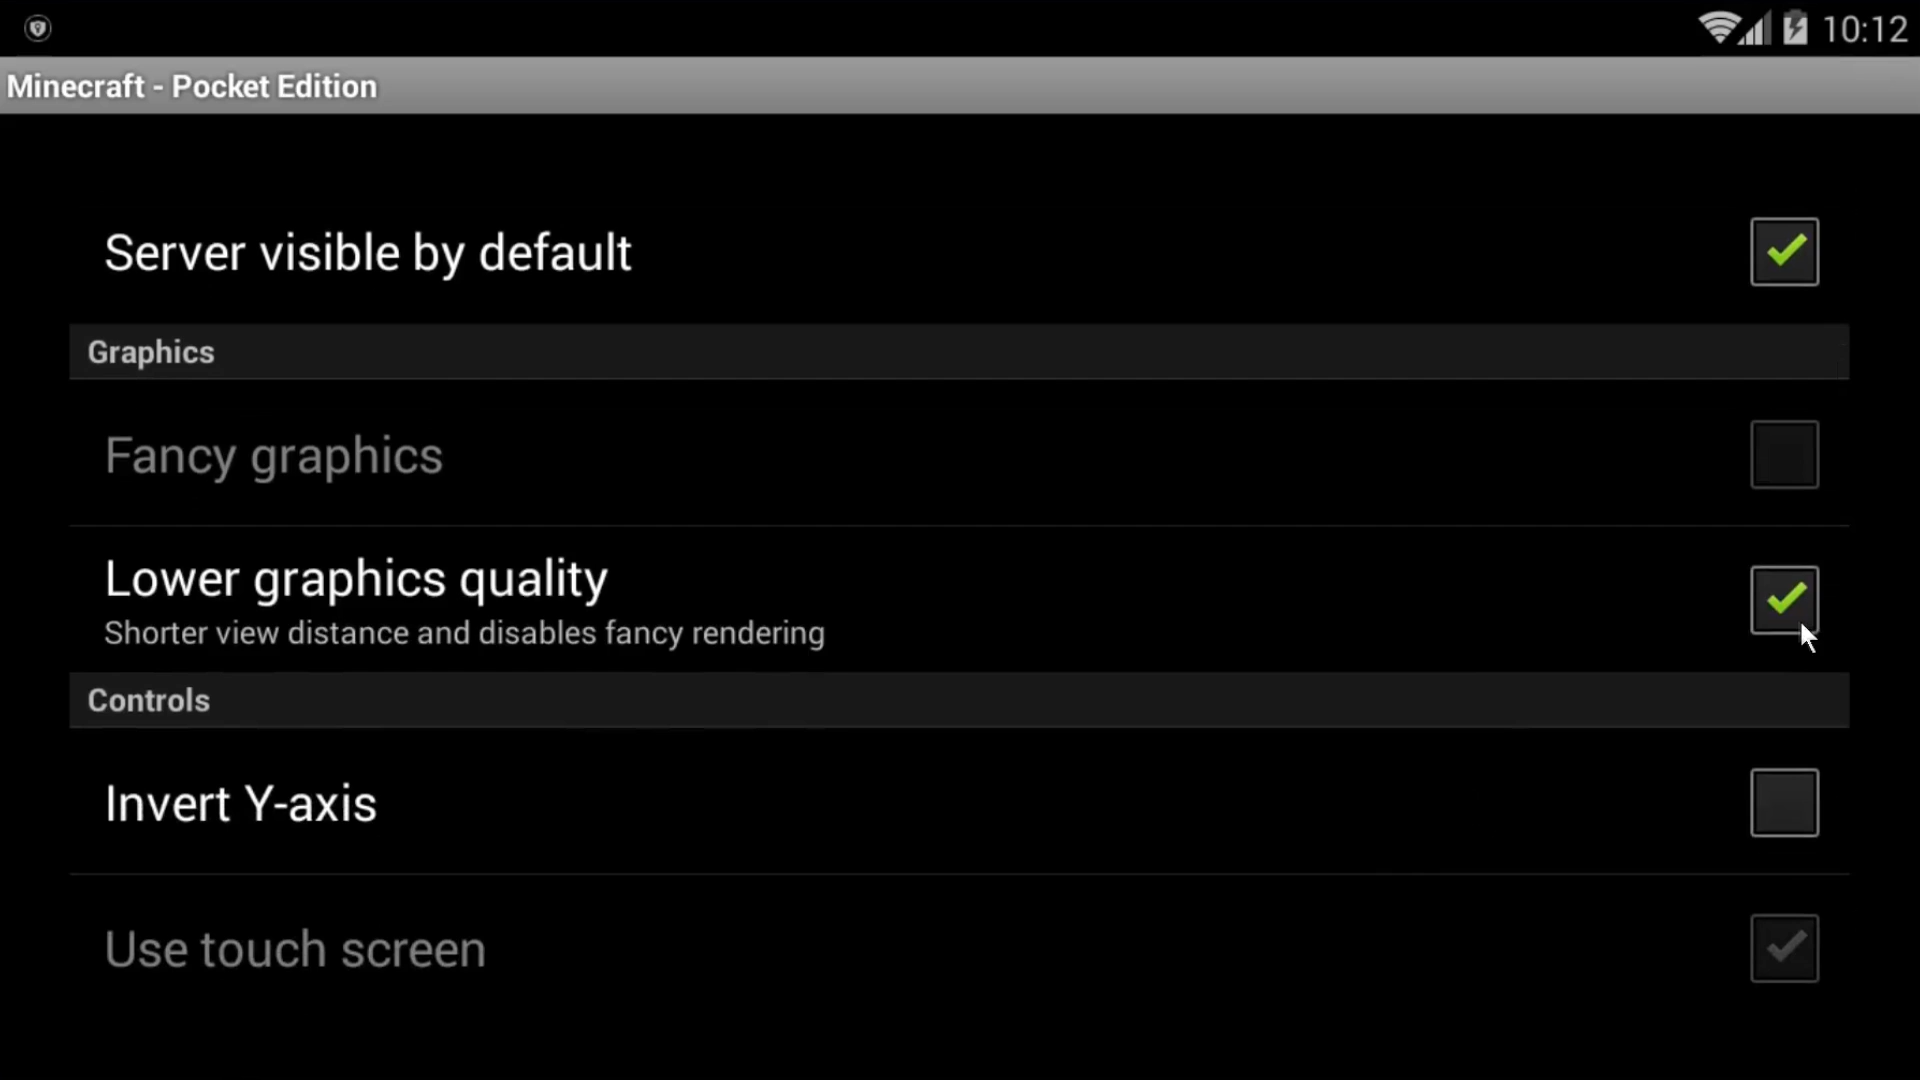 10:12
Minecraft - Pocket Edition
Server visible by default
Graphics
Fancy graphics
Lower graphics quality
Shorter view distance and disables fancy rendering
Controls
Invert Y-axis
Use touch screen